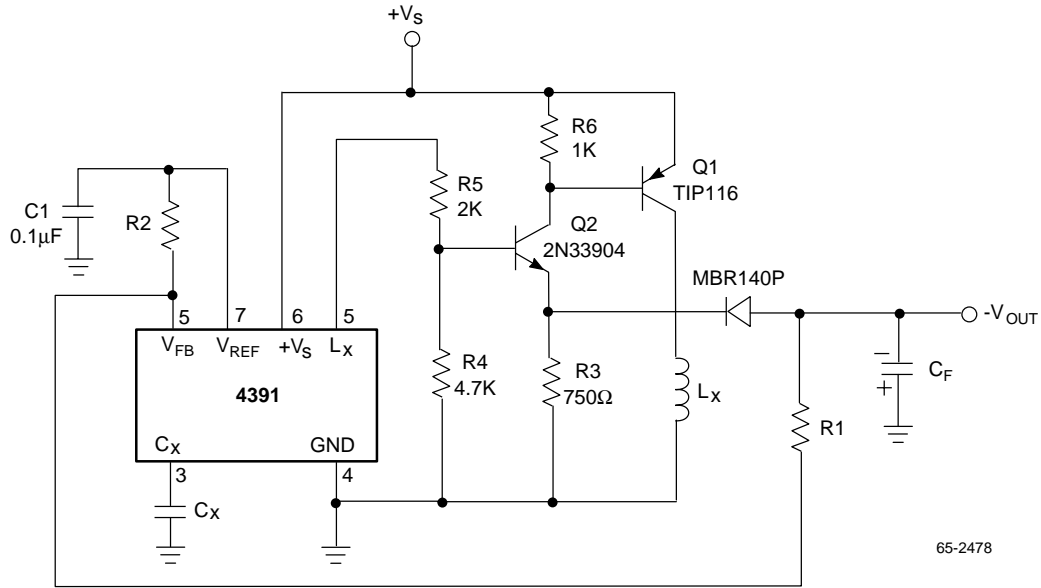 +VS
R6
1K
Q1
TIP116
R5
2K
C1
0.1µF
R2
Q2
2N33904
MBR140P
5
7
6
5
VFB
VREF
+VS
LX
-VOUT
4391
R4
4.7K
R3
750Ω
LX
−
+
CF
R1
CX
GND
3
4
CX
65-2478